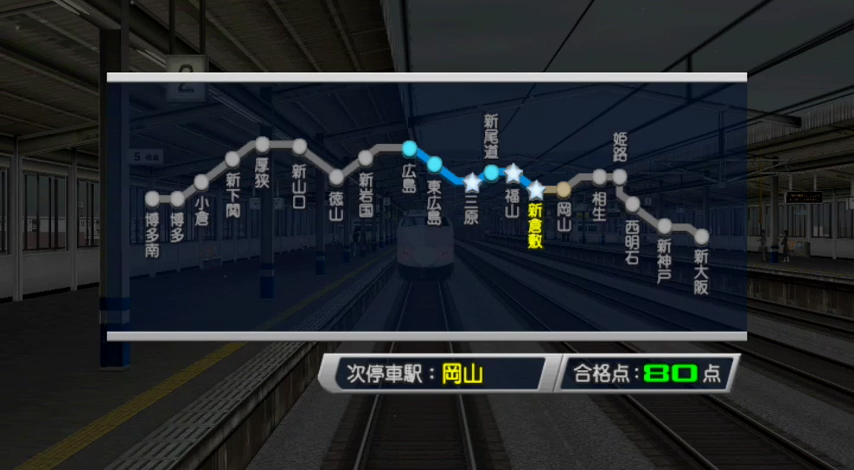 2
5
博多南
博多
小倉
新下関
厚狭
新山口
徳山
新岩国
広島
東広島
三原
新尾道
福山
新倉敷
岡山
相生
姫路
西明石
新神戸
新大阪
次停車駅：岡山
合格点：80点